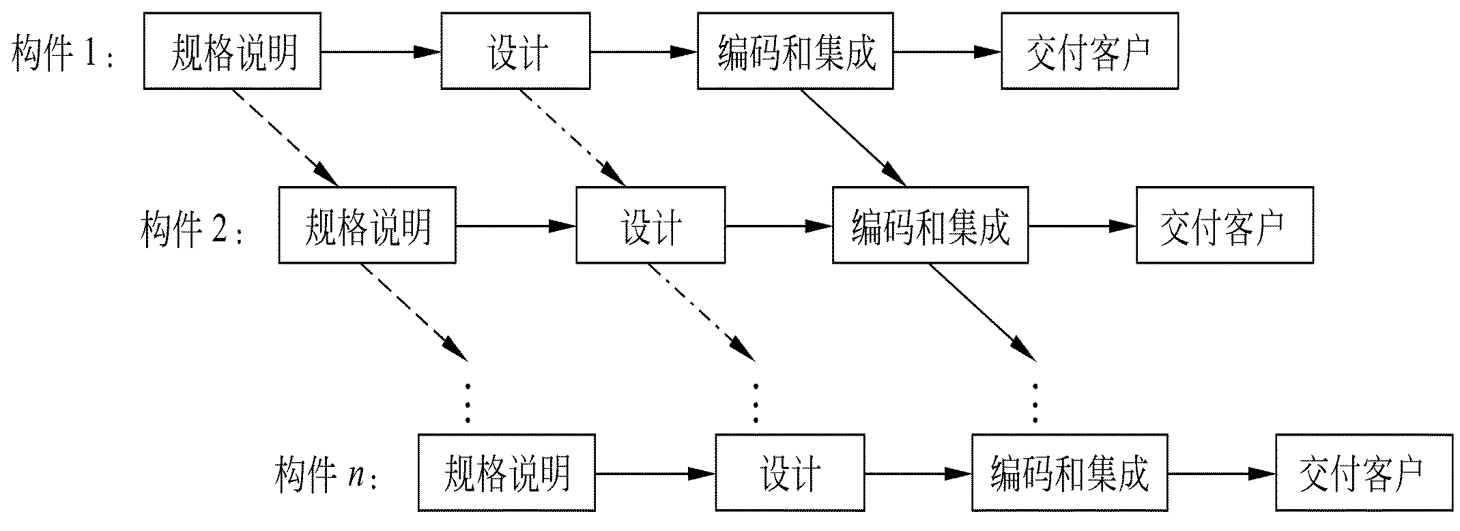 构件 1： 规格说明 设计 编码和集成 交付客户
构件 2： 规格说明 设计 编码和集成 交付客户
构件 n： 规格说明 设计 编码和集成 交付客户